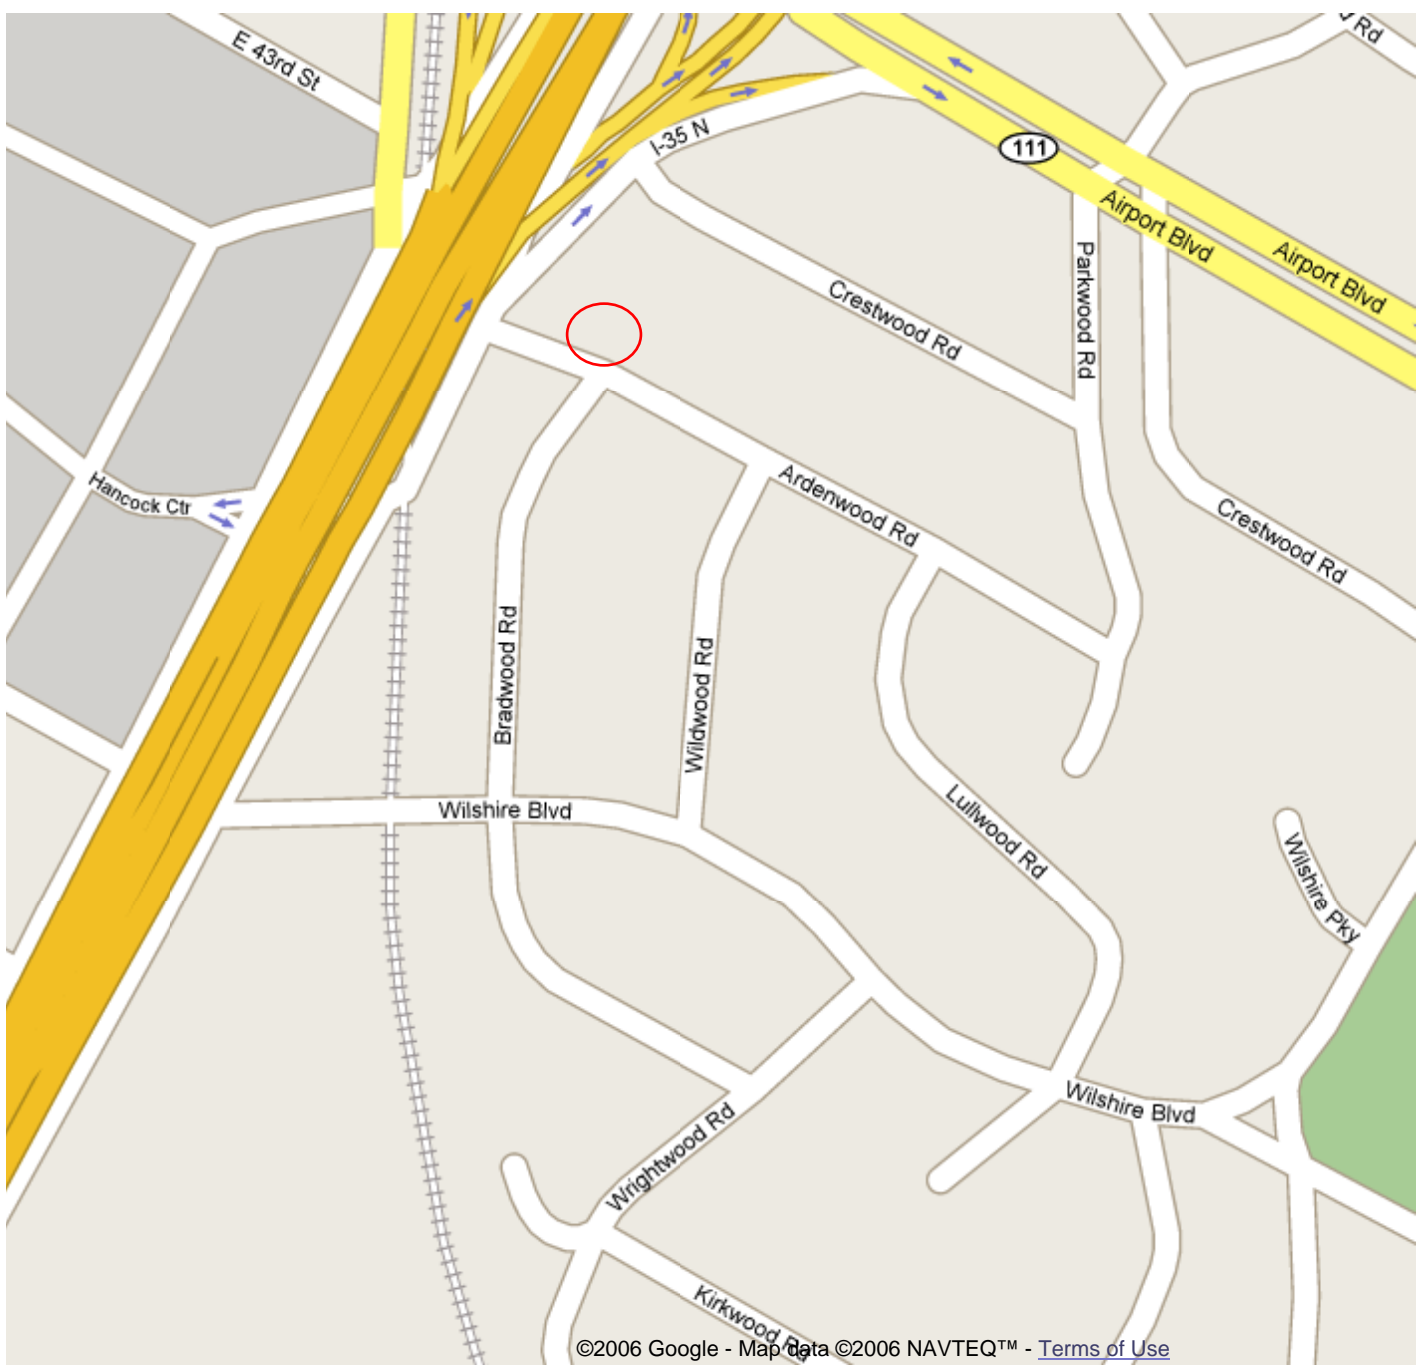 E 43rd St
y Rd
I-35 N
111
Airport Blvd
Airport Blvd
Parkwood Rd
Crestwood Rd
Hancock Ctr
Ardenwood Rd
Crestwood Rd
Bradwood Rd
Wildwood Rd
Wilshire Blvd
Lullwood Rd
Wilshire Pky
Wilshire Blvd
Wrightwood Rd
Kirkwood Rd
©2006 Google - Map data ©2006 NAVTEQ™ - Terms of Use